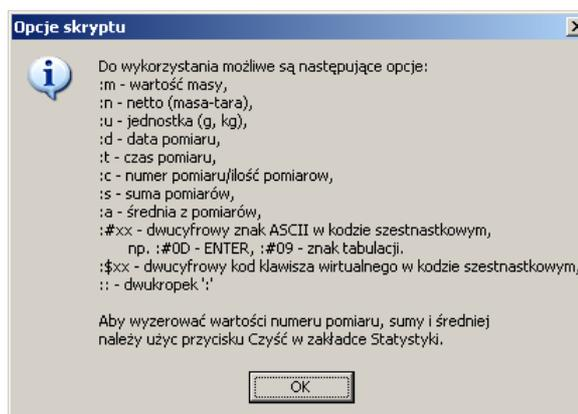 Opcje skryptu
Do wykorzystania możliwe są następujące opcje:
:m - wartość masy,
:n - netto (masa-tara),
:u - jednostka (g, kg),
:d - data pomiaru,
:t - czas pomiaru,
:c - numer pomiaru/ilość pomiarow,
:s - suma pomiarów,
:a - średnia z pomiarów,
:#xx - dwucyfrowy znak ASCII w kodzie szestnastkowym,
np. :#0D - ENTER, :#09 - znak tabulacji.
:$xx - dwucyfrowy kod klawisza wirtualnego w kodzie szestnastkowym,
:: - dwukropek ':'
Aby wyzerować wartości numeru pomiaru, sumy i średniej
należy użyc przycisku Czyść w zakładce Statystyki.
OK